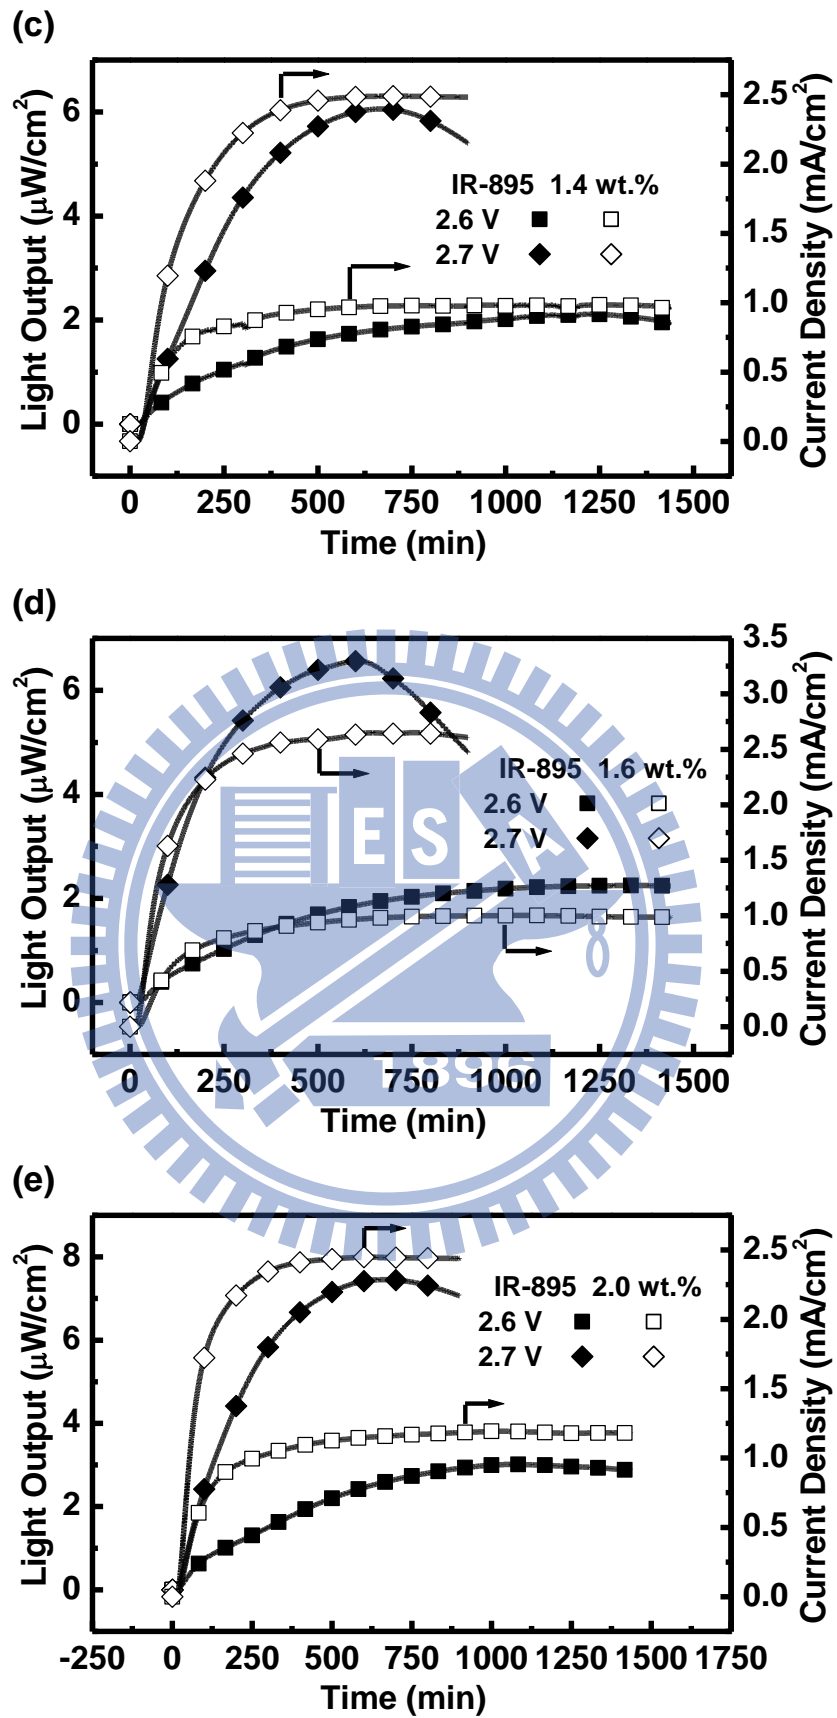 (c)
6
4
2
0
Light Output (μW/cm²)
2.5
2.0
1.5
1.0
0.5
0.0
Current Density (mA/cm²)
IR-895 1.4 wt.%
2.6 V
2.7 V
0 250 500 750 1000 1250 1500
Time (min)
(d)
6
4
2
0
Light Output (μW/cm²)
3.5
3.0
2.5
2.0
1.5
1.0
0.5
0.0
Current Density (mA/cm²)
IR-895 1.6 wt.%
2.6 V
2.7 V
E S A
1896
0 250 500 750 1000 1250 1500
Time (min)
(e)
8
6
4
2
0
Light Output (μW/cm²)
2.5
2.0
1.5
1.0
0.5
0.0
Current Density (mA/cm²)
IR-895 2.0 wt.%
2.6 V
2.7 V
-250 0 250 500 750 1000 1250 1500 1750
Time (min)